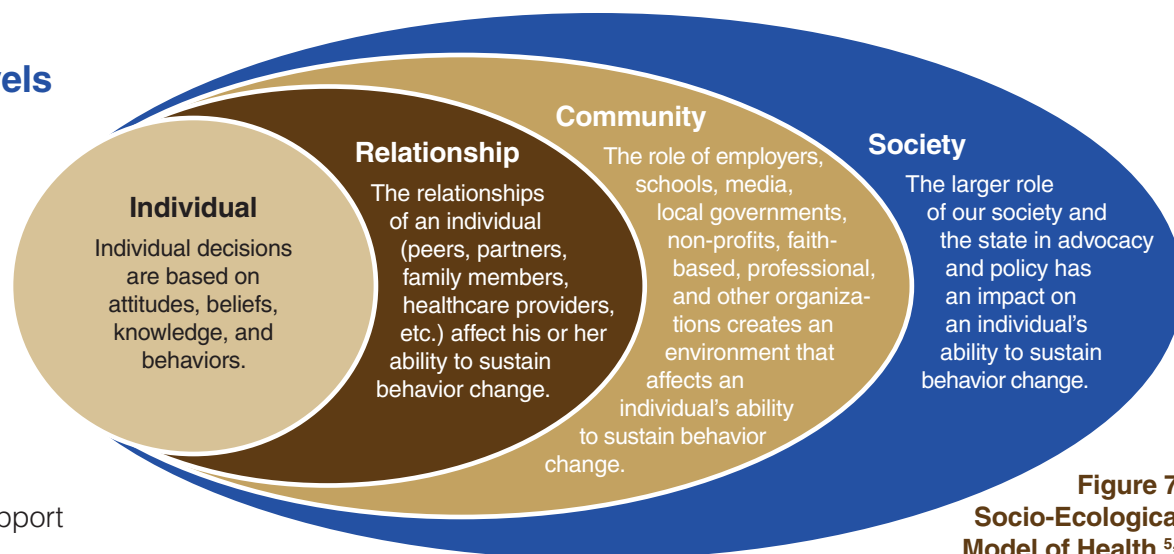 Individual
Individual decisions
are based on
attitudes, beliefs,
knowledge, and
behaviors.
Relationship
The relationships
of an individual
(peers, partners,
family members,
healthcare providers,
etc.) affect his or her
ability to sustain
behavior change.
Community
The role of employers,
schools, media,
local governments,
non-profits, faith-
based, professional,
and other organiza-
tions creates an
environment that
affects an
individual's ability
to sustain behavior
change.
Society
The larger role
of our society and
the state in advocacy
and policy has
an impact on
an individual's
ability to sustain
behavior change.
Figure 7
Model of Health